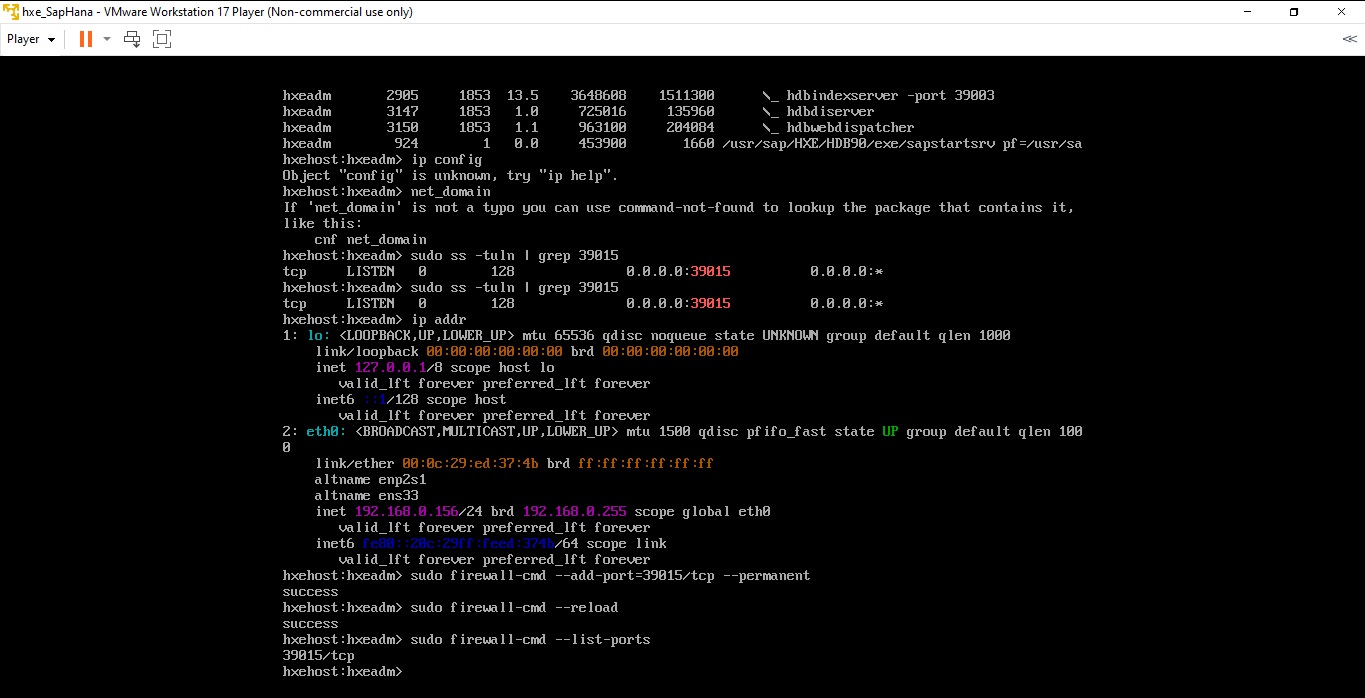 hxe_SapHana - VMware Workstation 17 Player (Non-commercial use only)
Player
hxeadm 2905 1853 13.5 3648608 1511300 \_ hdbindexserver -port 39003
hxeadm 3147 1853 1.0 725016 135960 \_ hdbdiserver
hxeadm 3150 1853 1.1 963100 204084 \_ hdbwebdispatcher
hxeadm 924 1 0.0 453900 1660 /usr/sap/HXE/HDB90/exe/sapstartsrv pf=/usr/sa
hxehost:hxeadm> ip config
Object "config" is unknown, try "ip help".
hxehost:hxeadm> net_domain
If 'net_domain' is not a typo you can use command-not-found to lookup the package that contains it,
like this:
cnf net_domain
hxehost:hxeadm> sudo ss -tuln | grep 39015
tcp LISTEN 0 128 0.0.0.0:39015 0.0.0.0:*
hxehost:hxeadm> sudo ss -tuln | grep 39015
tcp LISTEN 0 128 0.0.0.0:39015 0.0.0.0:*
hxehost:hxeadm> ip addr
1: lo: <LOOPBACK,UP,LOWER_UP> mtu 65536 qdisc noqueue state UNKNOWN group default qlen 1000
link/loopback 00:00:00:00:00:00 brd 00:00:00:00:00:00
inet 127.0.0.1/8 scope host lo
valid_lft forever preferred_lft forever
inet6 ::1/128 scope host
valid_lft forever preferred_lft forever
2: eth0: <BROADCAST,MULTICAST,UP,LOWER_UP> mtu 1500 qdisc pfifo_fast state UP group default qlen 100
0
link/ether 00:0c:29:ed:37:4b brd ff:ff:ff:ff:ff:ff
altname enp2s1
altname ens33
inet 192.168.0.156/24 brd 192.168.0.255 scope global eth0
valid_lft forever preferred_lft forever
inet6 fe80::20c:29ff:feed:374b/64 scope link
valid_lft forever preferred_lft forever
hxehost:hxeadm> sudo firewall-cmd --add-port=39015/tcp --permanent
success
hxehost:hxeadm> sudo firewall-cmd --reload
success
hxehost:hxeadm> sudo firewall-cmd --list-ports
39015/tcp
hxehost:hxeadm>